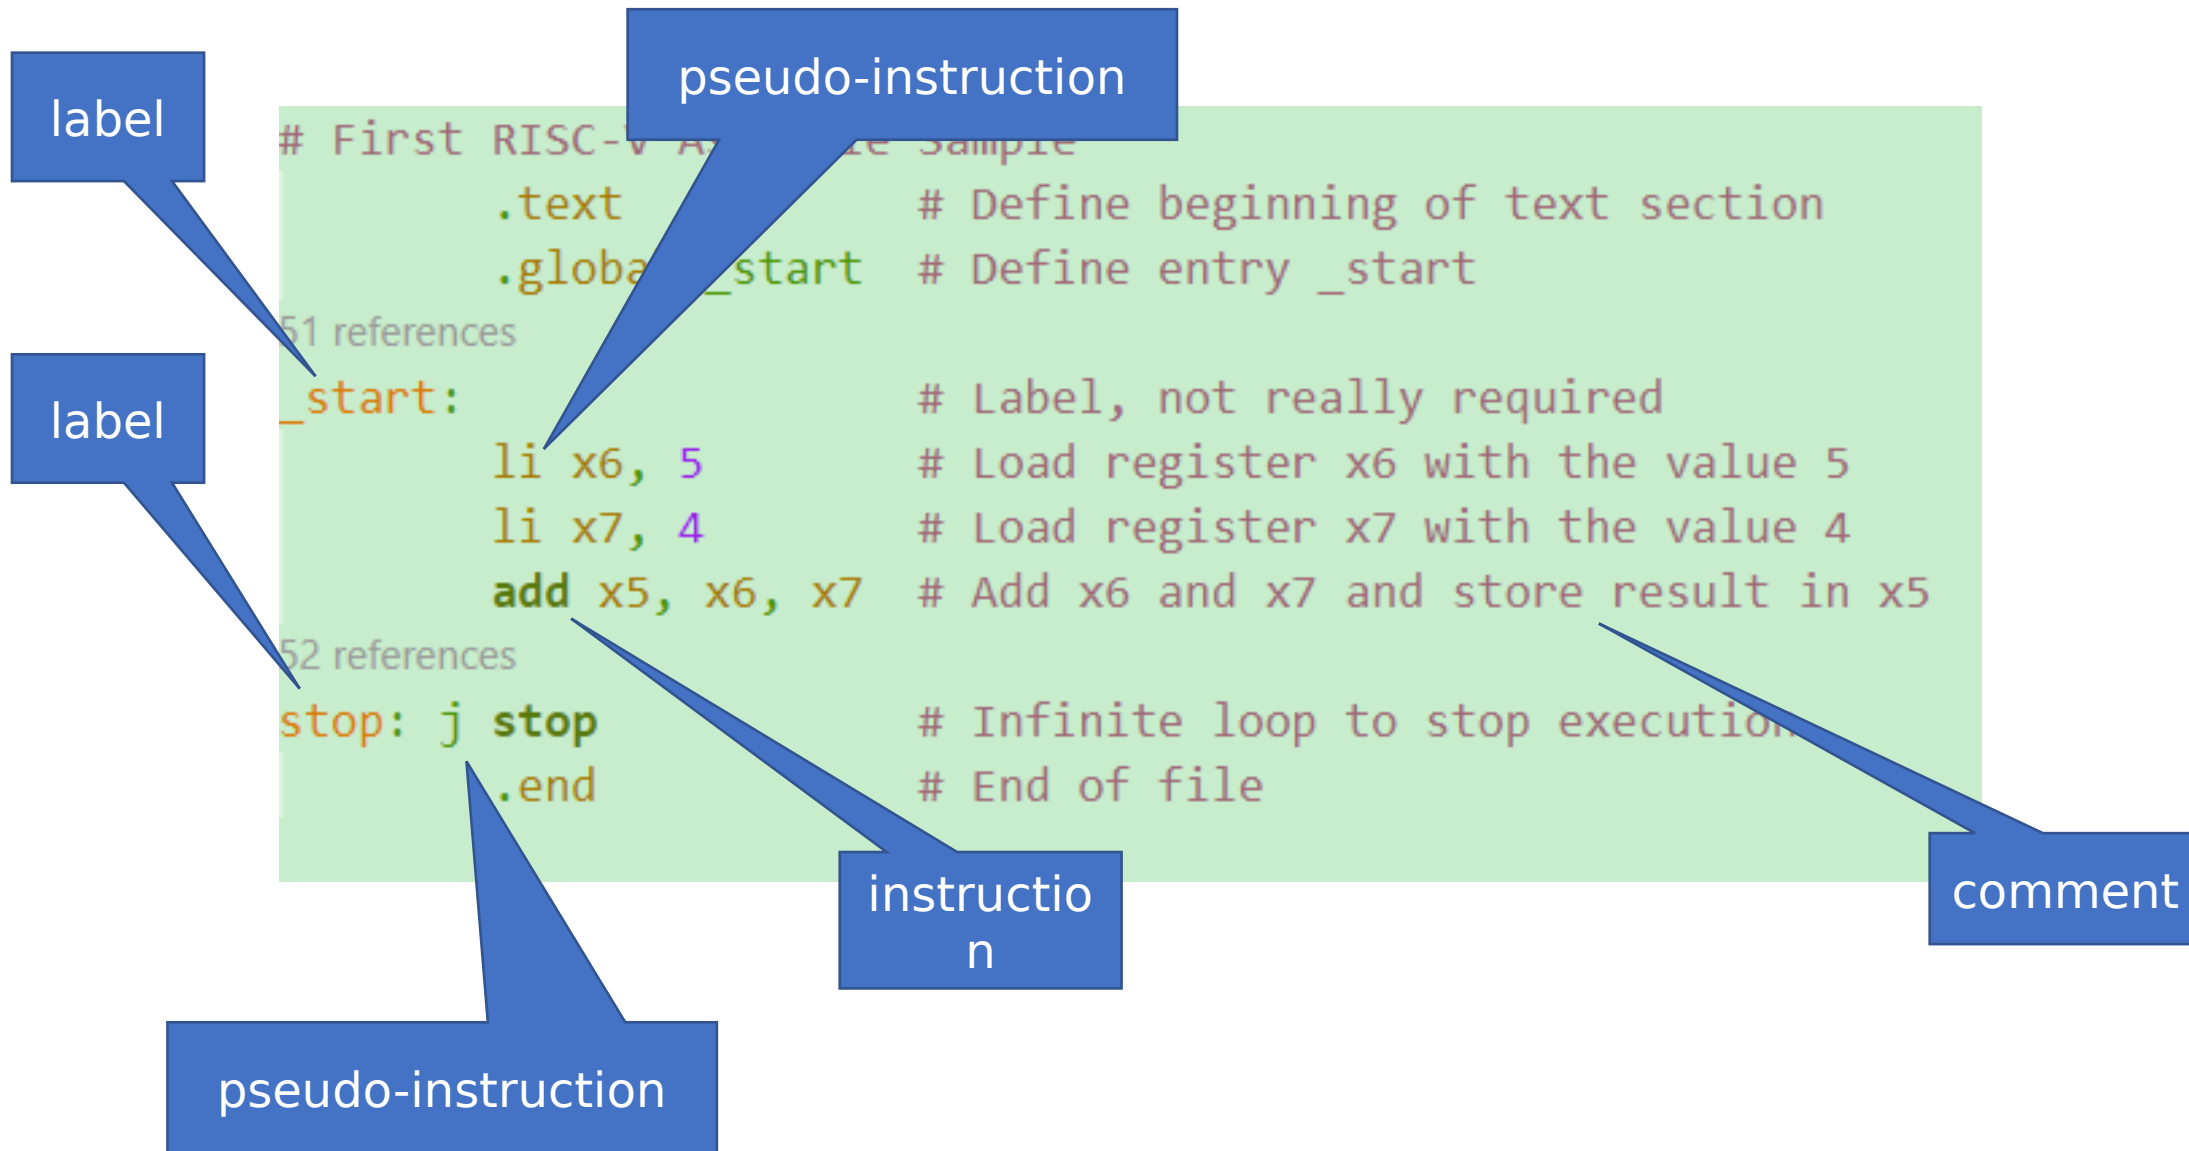 pseudo-instruction
label
# First RISC-V Sample
.text # Define beginning of text section
_start # Define entry _start
51 references
label
_start: # Label, not really required
li x6, 5 # Load register x6 with the value 5
li x7, 4 # Load register x7 with the value 4
add x5, x6, x7 # Add x6 and x7 and store result in x5
52 references
stop: j stop # Infinite loop to stop execution
.end # End of file
instructio
n
comment
pseudo-instruction